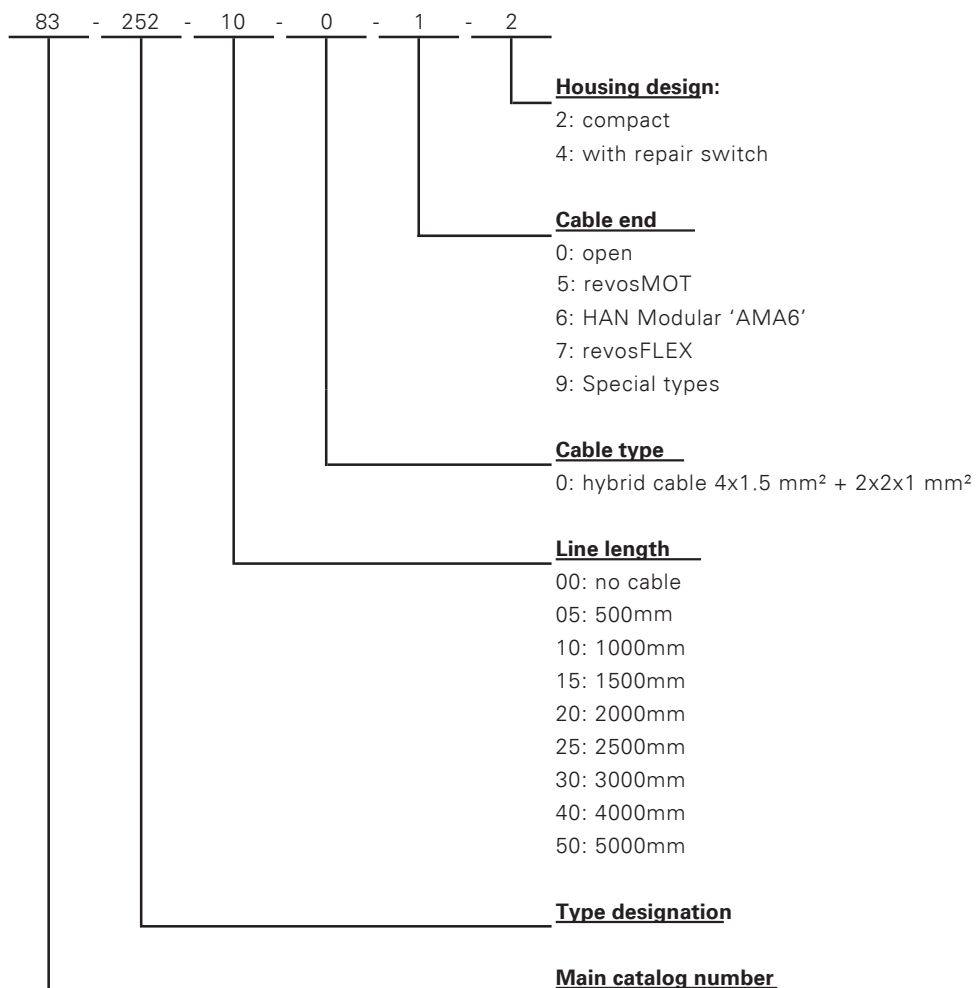 83 - 252 - 10 - 0 - 1 - 2
Housing design:
2: compact
4: with repair switch
Cable end
0: open
5: revosMOT
6: HAN Modular ‘AMA6’
7: revosFLEX
9: Special types
Cable type
0: hybrid cable 4x1.5 mm² + 2x2x1 mm²
Line length
00: no cable
05: 500mm
10: 1000mm
15: 1500mm
20: 2000mm
25: 2500mm
30: 3000mm
40: 4000mm
50: 5000mm
Type designation
Main catalog number